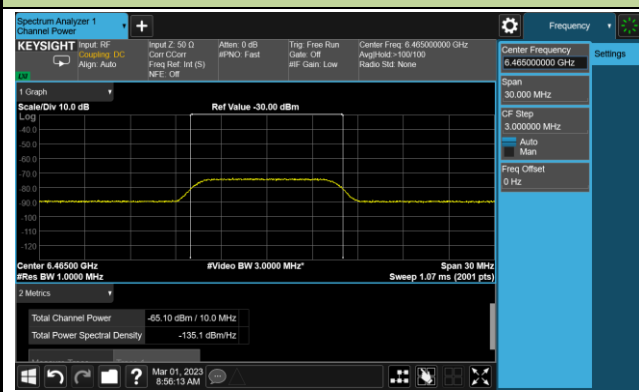 Spectrum Analyzer 1
Channel Power
+
Frequency
KEYSIGHT
Input: RF
Coupling: DC
Align: Auto
Input Z: 50 Ω
Corr CCorr
Freq Ref: Int (S)
NFE: Off
Atten: 0 dB
#PNO: Fast
Trig: Free Run
Gate: Off
#IF Gain: Low
Center Freq: 6.465000000 GHz
Avg|Hold:>100/100
Radio Std: None
LXI
1 Graph
Scale/Div 10.0 dB
Ref Value -30.00 dBm
Log
-40.0
-50.0
-60.0
-70.0
-80.0
-90.0
-100
-110
-120
Center 6.46500 GHz
#Video BW 3.0000 MHz*
Span 30 MHz
#Res BW 1.0000 MHz
Sweep 1.07 ms (2001 pts)
2 Metrics
Total Channel Power
-65.10 dBm / 10.0 MHz
Total Power Spectral Density
-135.1 dBm/Hz
?
Mar 01, 2023
8:56:13 AM
Center Frequency
6.465000000 GHz
Settings
Span
30.000 MHz
CF Step
3.000000 MHz
Auto
Man
Freq Offset
0 Hz